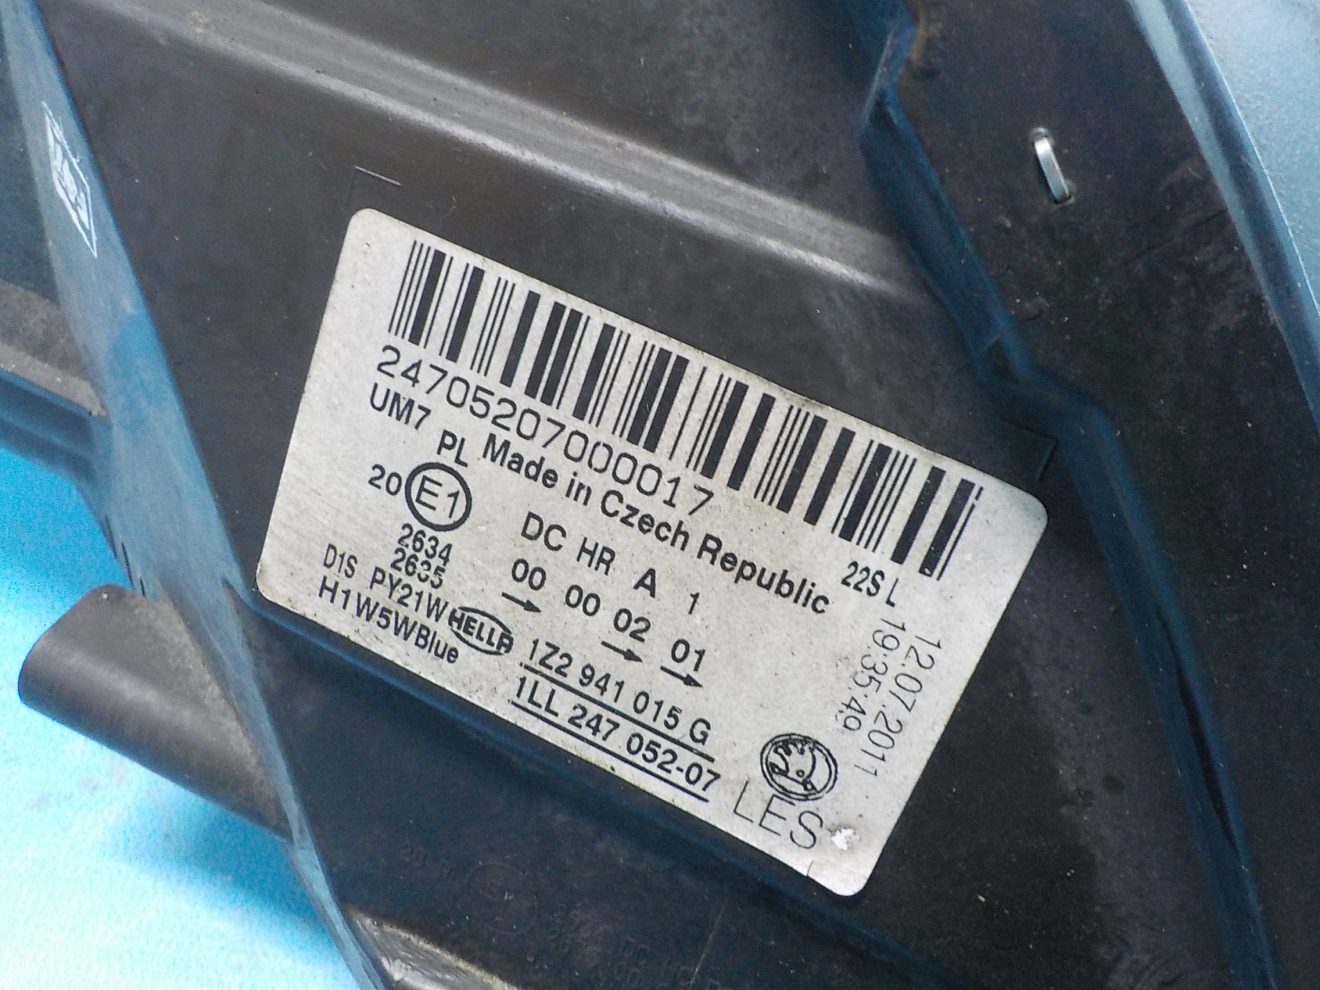 247052070000017
UM7
PL Made in Czech Republic 22S L
20 E1 DC HR A 1
2634 00 00 02 01
2635
D1S PY21W HELLA 1Z2 941 015 G
H1W5WBlue 1LL 247 052-07
12.07.2011
19:35:49
LES